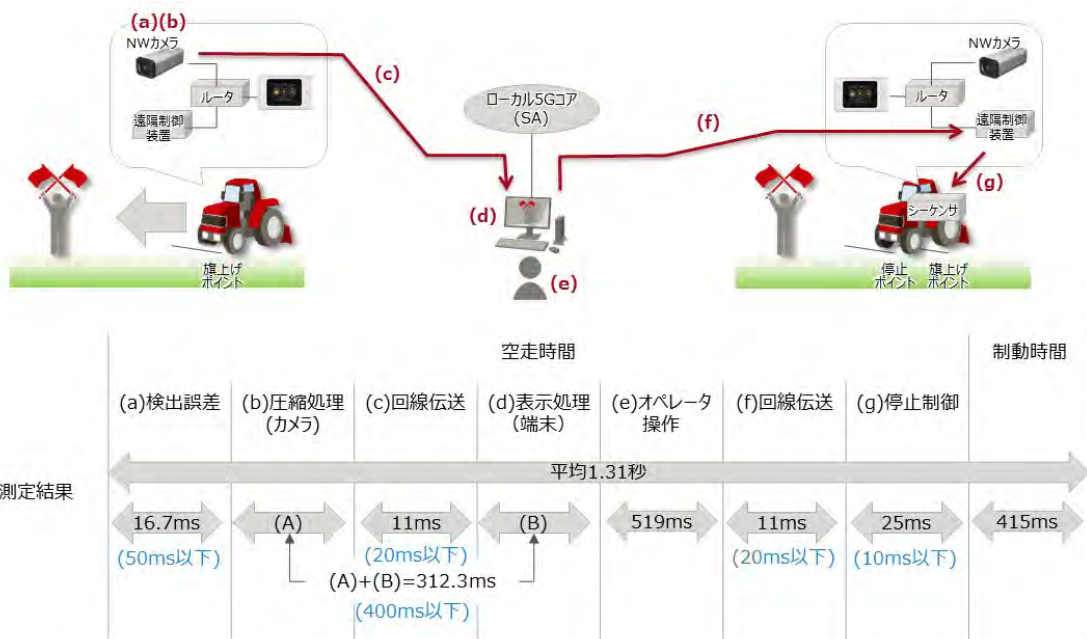 (a)(b)
NWカメラ
(c)
ルータ
遠隔制御
装置
旗上げ
ポイント
ローカル5Gコア
(SA)
(d)
(e)
(f)
NWカメラ
ルータ
遠隔制御
装置
(g)
シーケンサ
停止
ポイント
旗上げ
ポイント
空走時間
制動時間
(a)検出誤差
(b)圧縮処理
(カメラ)
(c)回線伝送
(d)表示処理
(端末)
(e)オペレータ
操作
(f)回線伝送
(g)停止制御
平均1.31秒
測定結果
16.7ms
(A)
11ms
(B)
519ms
11ms
25ms
415ms
(50ms以下)
(20ms以下)
(20ms以下)
(10ms以下)
(A)+(B)=312.3ms
(400ms以下)